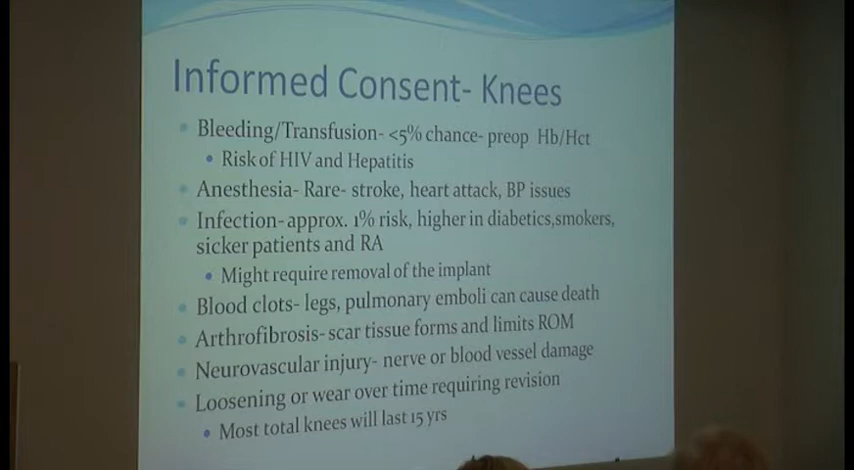 Informed Consent- Knees
Bleeding/Transfusion- <5% chance- preop Hb/Hct
Risk of HIV and Hepatitis
Anesthesia- Rare- stroke, heart attack, BP issues
Infection- approx. 1% risk, higher in diabetics,smokers,
sicker patients and RA
Might require removal of the implant
Blood clots- legs, pulmonary emboli can cause death
Arthrofibrosis- scar tissue forms and limits ROM
Neurovascular injury- nerve or blood vessel damage
Loosening or wear over time requiring revision
Most total knees will last 15 yrs